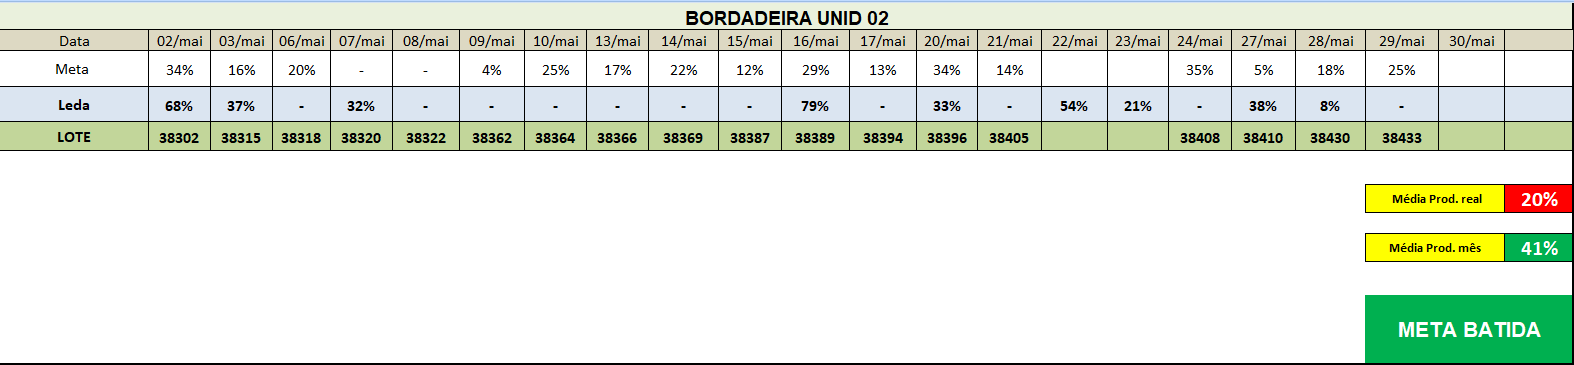 BORDADEIRA UNID 02
Data 02/mai 03/mai 06/mai 07/mai 08/mai 09/mai 10/mai 13/mai 14/mai 15/mai 16/mai 17/mai 20/mai 21/mai 22/mai 23/mai 24/mai 27/mai 28/mai 29/mai 30/mai
Meta 34% 16% 20% - - 4% 25% 17% 22% 12% 29% 13% 34% 14% 35% 5% 18% 25%
Leda 68% 37% - 32% - - - - - - 79% - 33% - 54% 21% - 38% 8% -
LOTE 38302 38315 38318 38320 38322 38362 38364 38366 38369 38387 38389 38394 38396 38405 38408 38410 38430 38433
Média Prod. real 20%
Média Prod. mês 41%
META BATIDA